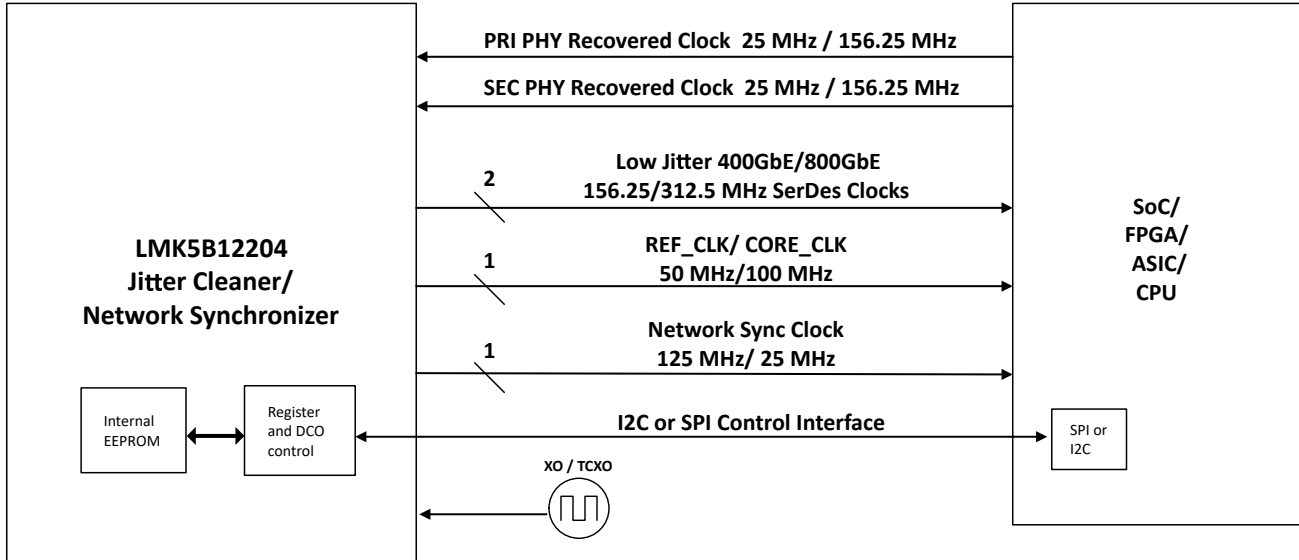 PRI PHY Recovered Clock 25 MHz / 156.25 MHz
SEC PHY Recovered Clock 25 MHz / 156.25 MHz
2
Low Jitter 400GbE/800GbE
156.25/312.5 MHz SerDes Clocks
LMK5B12204
Jitter Cleaner/
Network Synchronizer
1
REF_CLK/ CORE_CLK
50 MHz/100 MHz
SoC/
FPGA/
ASIC/
CPU
1
Network Sync Clock
125 MHz/ 25 MHz
Internal
EEPROM
Register
and DCO
control
I2C or SPI Control Interface
SPI or
I2C
XO / TCXO